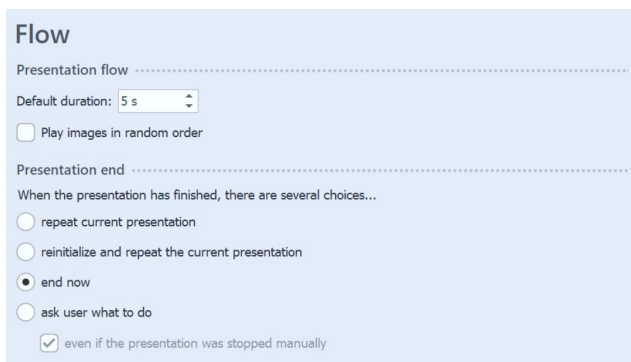 Flow
Presentation flow
Default duration: 5 s
Play images in random order
Presentation end
When the presentation has finished, there are several choices...
repeat current presentation
reinitialize and repeat the current presentation
end now
ask user what to do
even if the presentation was stopped manually